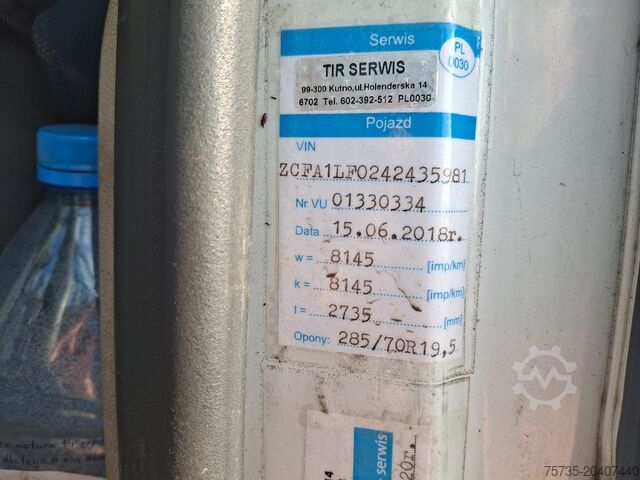 Serwis
PL
0030
TIR SERWIS
99-300 Kutno,ul.Holenderska 14
6702 Tel. 602-392-512 PL0030
Pojazd
VIN
ZCFA1LF0242435981
Nr VU 01330334
Data 15.06.2018r.
w = 8145 [imp/km]
k = 8145 [imp/km]
l = 2735 [mm]
Opony: 285/70R19,5
serwis
20r.
natura
75735-20407440